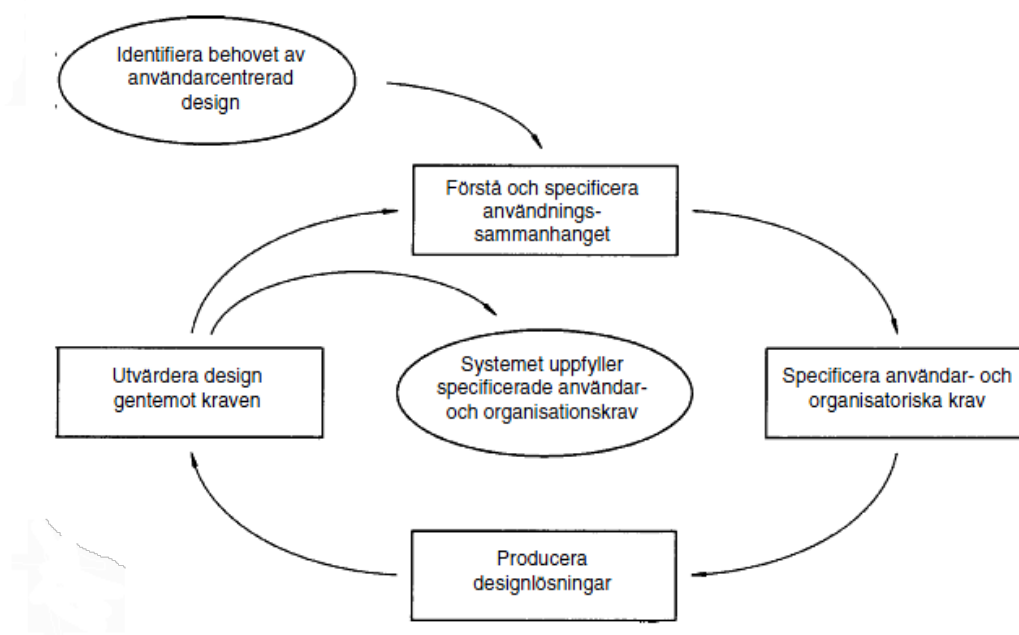 Identifiera behovet av
användarcentrerad
design
Förstå och specificera
användnings-
sammanhanget
Utvärdera design
gentemot kraven
Systemet uppfyller
specificerade användar-
och organisationskrav
Specificera användar- och
organisatoriska krav
Producera
designlösningar